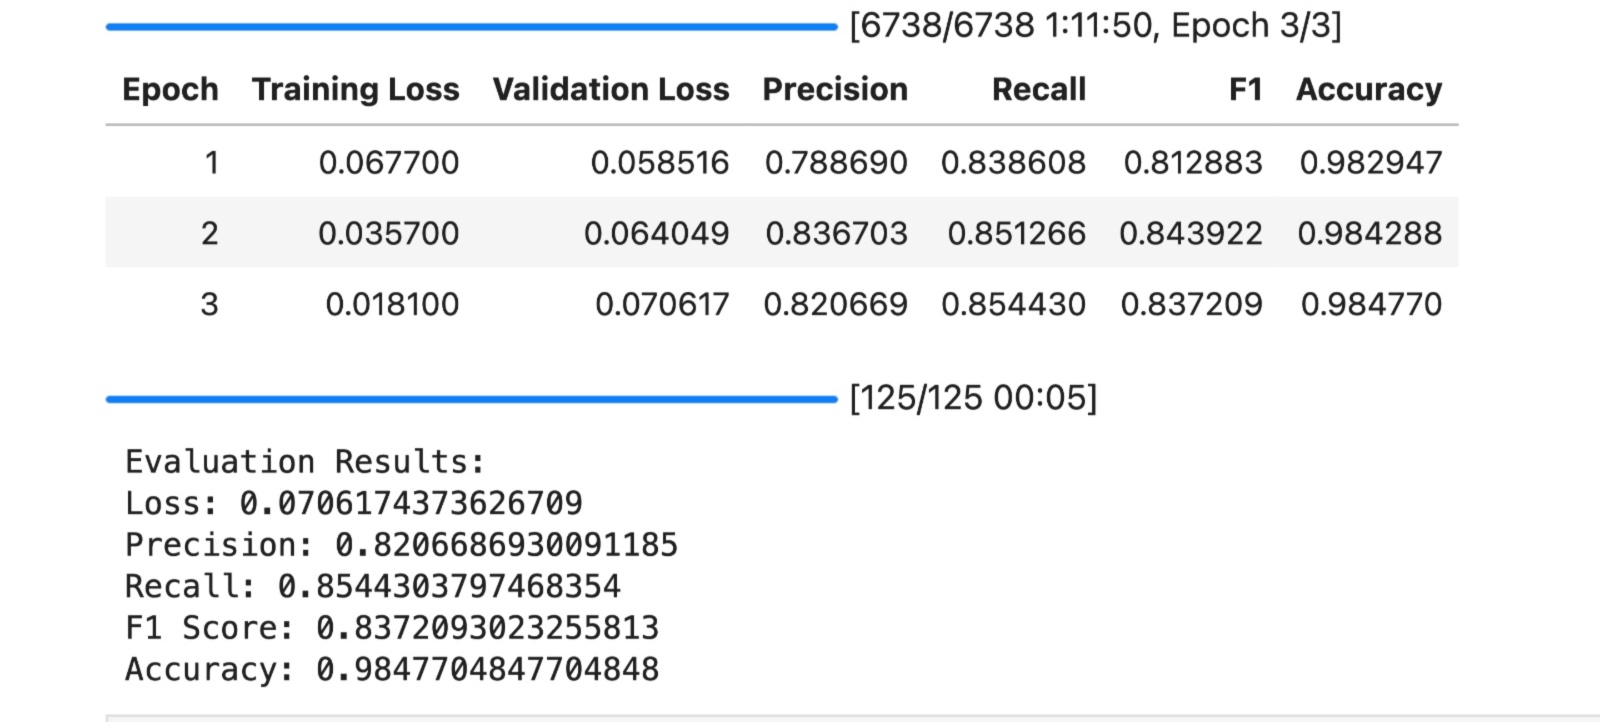 [6738/6738 1:11:50, Epoch 3/3]
Epoch Training Loss Validation Loss Precision Recall F1 Accuracy
1 0.067700 0.058516 0.788690 0.838608 0.812883 0.982947
2 0.035700 0.064049 0.836703 0.851266 0.843922 0.984288
3 0.018100 0.070617 0.820669 0.854430 0.837209 0.984770
[125/125 00:05]
Evaluation Results:
Loss: 0.0706174373626709
Precision: 0.8206686930091185
Recall: 0.8544303797468354
F1 Score: 0.8372093023255813
Accuracy: 0.9847704847704848